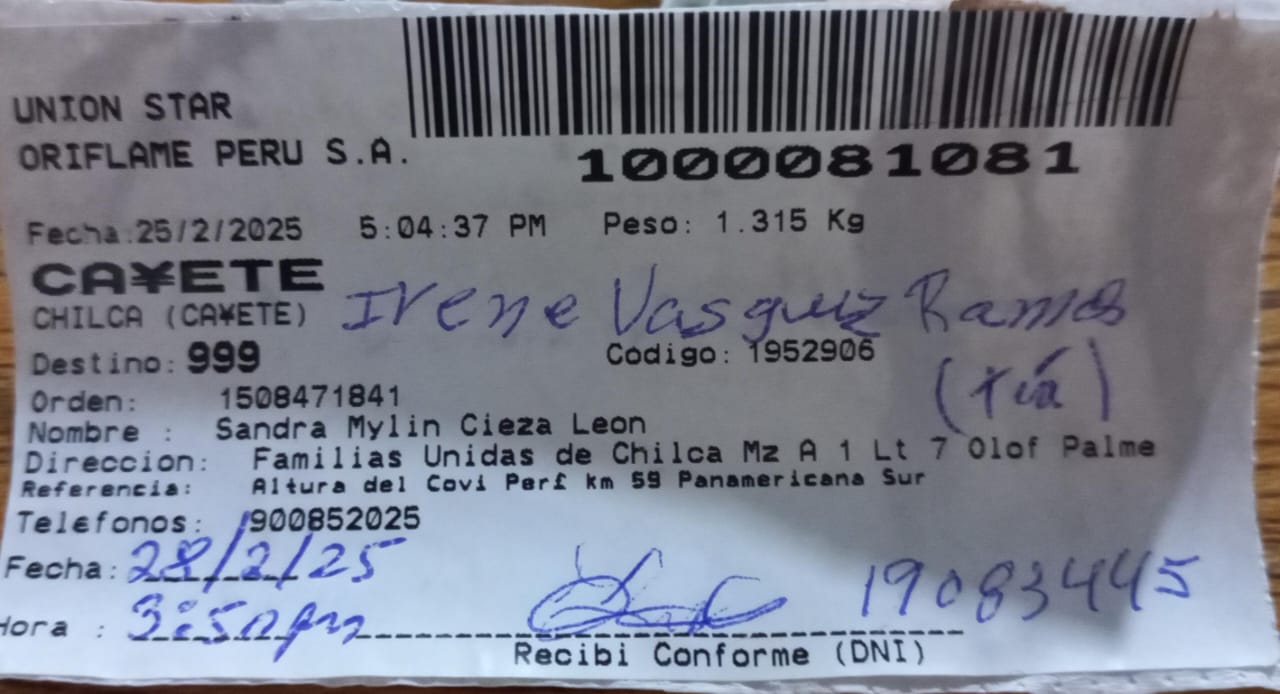 UNION STAR
ORIFLAME PERU S.A.
1000081081
Fecha:25/2/2025 5:04:37 PM Peso: 1.315 Kg
CA¥ETE
CHILCA (CA¥ETE) Irene Vasquez Ramos
Destino: 999 Codigo: 1952906
(tía)
Orden: 1508471841
Nombre : Sandra Mylin Cieza Leon
Direccion: Familias Unidas de Chilca Mz A 1 Lt 7 Olof Palme
Referencia: Altura del Covi Perf km 59 Panamericana Sur
Telefonos: 900852025
Fecha: 28/2/25
19083445
Hora : 3:50pm
Recibi Conforme (DNI)